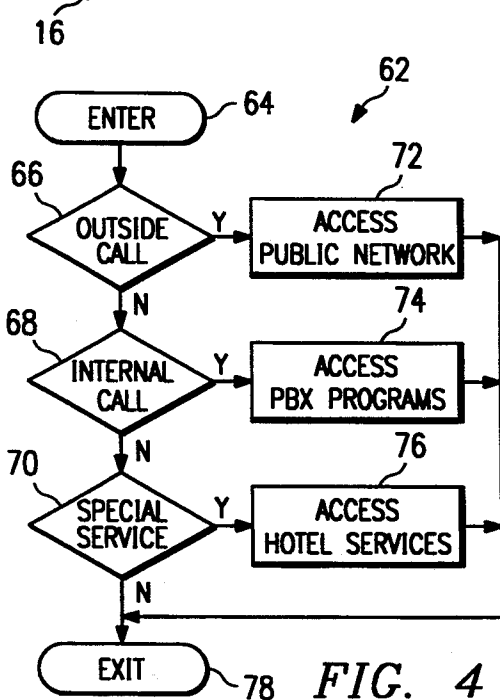 16
62
ENTER
64
66
OUTSIDE
CALL
Y
72
ACCESS
PUBLIC NETWORK
N
68
INTERNAL
CALL
Y
74
ACCESS
PBX PROGRAMS
N
70
SPECIAL
SERVICE
Y
76
ACCESS
HOTEL SERVICES
N
EXIT
78
FIG. 4